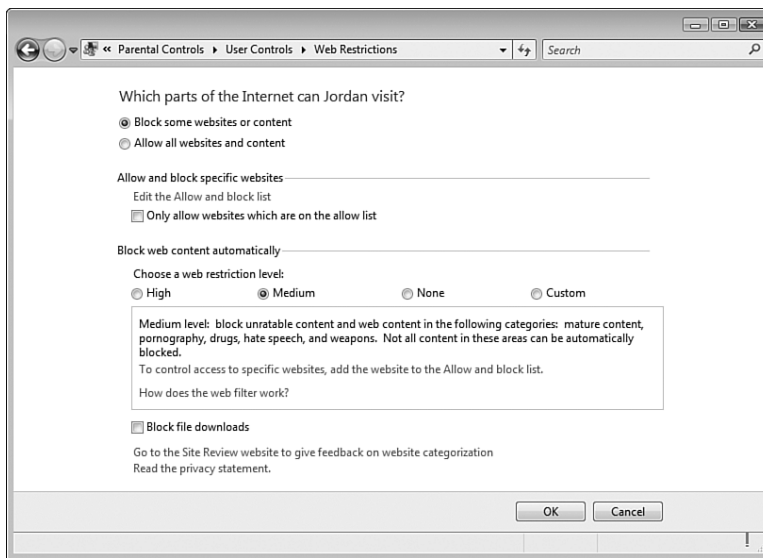 « Parental Controls ▸ User Controls ▸ Web Restrictions
Search
Which parts of the Internet can Jordan visit?
Block some websites or content
Allow all websites and content
Allow and block specific websites
Edit the Allow and block list
Only allow websites which are on the allow list
Block web content automatically
Choose a web restriction level:
High Medium None Custom
Medium level: block unratable content and web content in the following categories: mature content,
pornography, drugs, hate speech, and weapons. Not all content in these areas can be automatically
blocked.
To control access to specific websites, add the website to the Allow and block list.
How does the web filter work?
Block file downloads
Go to the Site Review website to give feedback on website categorization
Read the privacy statement.
OK Cancel